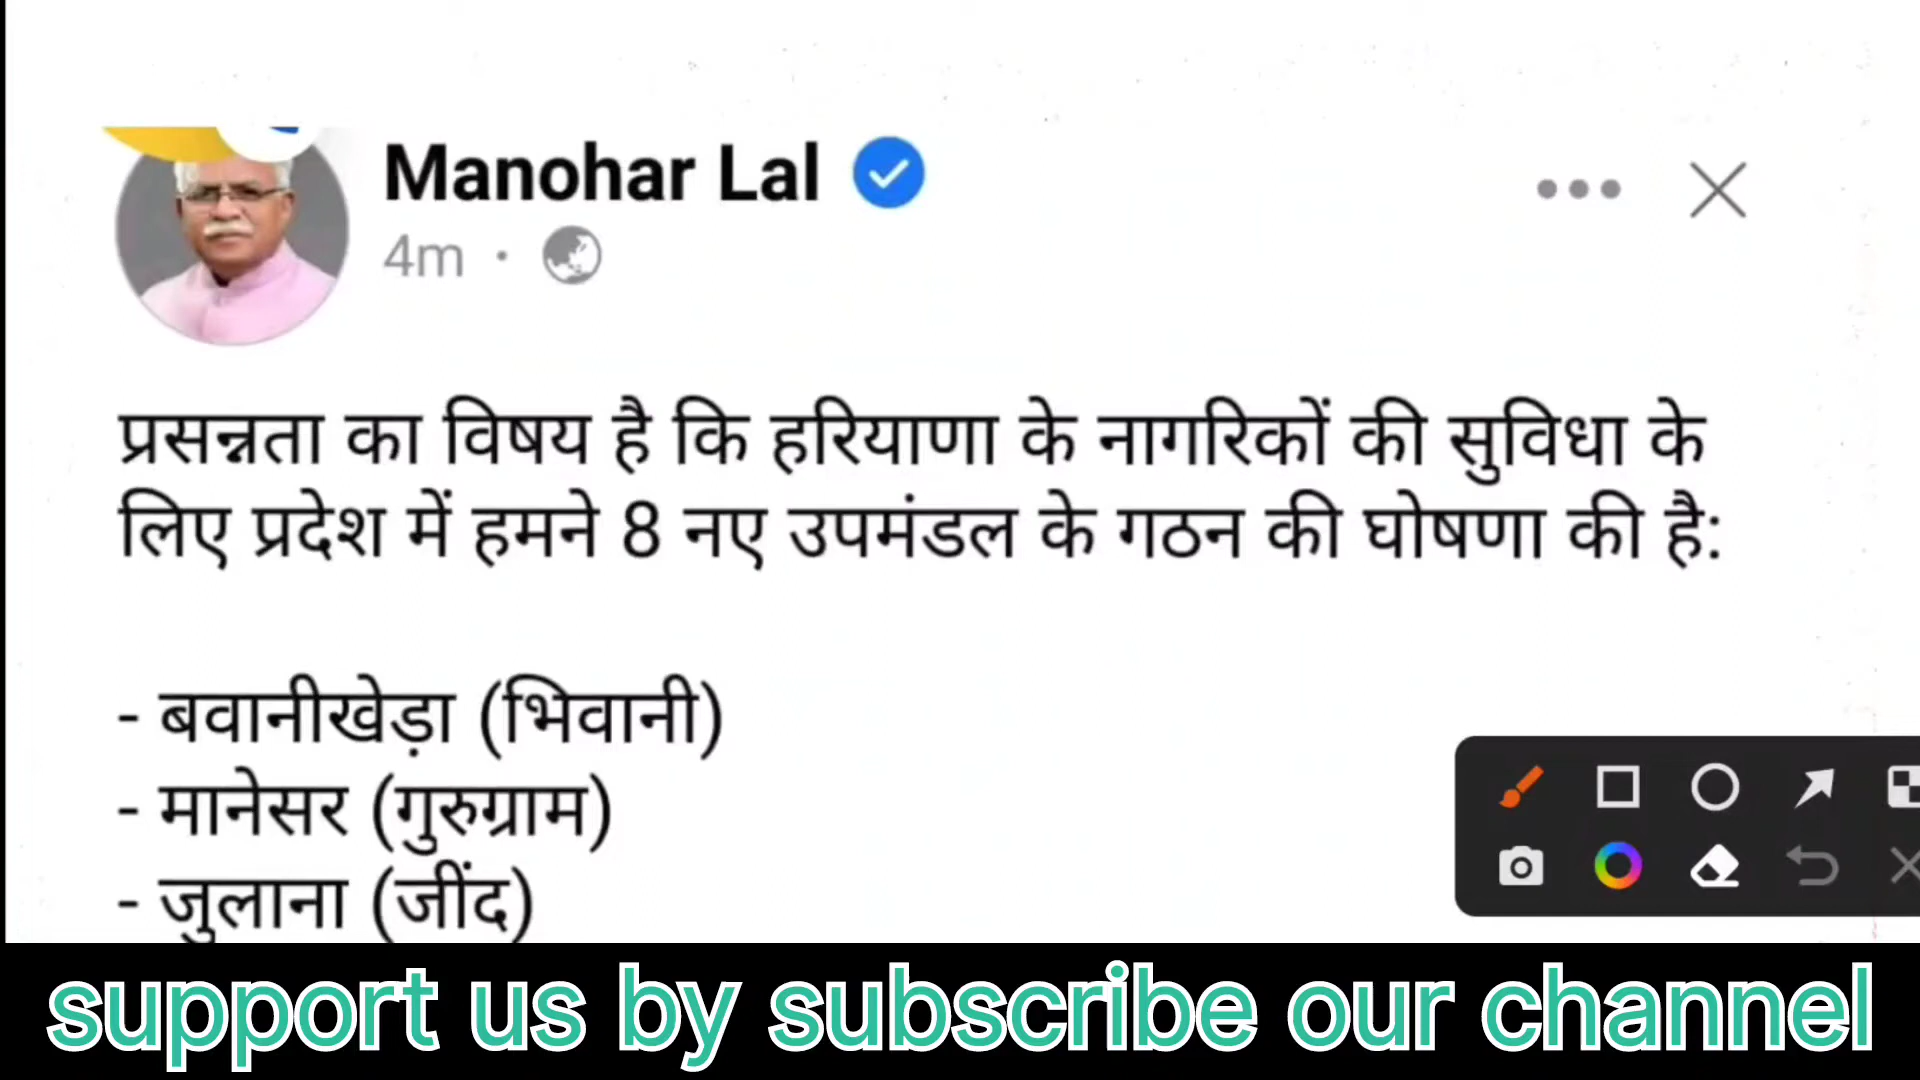 Manohar Lal
4m ·
प्रसन्नता का विषय है कि हरियाणा के नागरिकों की सुविधा के
लिए प्रदेश में हमने 8 नए उपमंडल के गठन की घोषणा की है:
- बवानीखेड़ा (भिवानी)
- मानेसर (गुरुग्राम)
- जुलाना (जींद)
support us by subscribe our channel